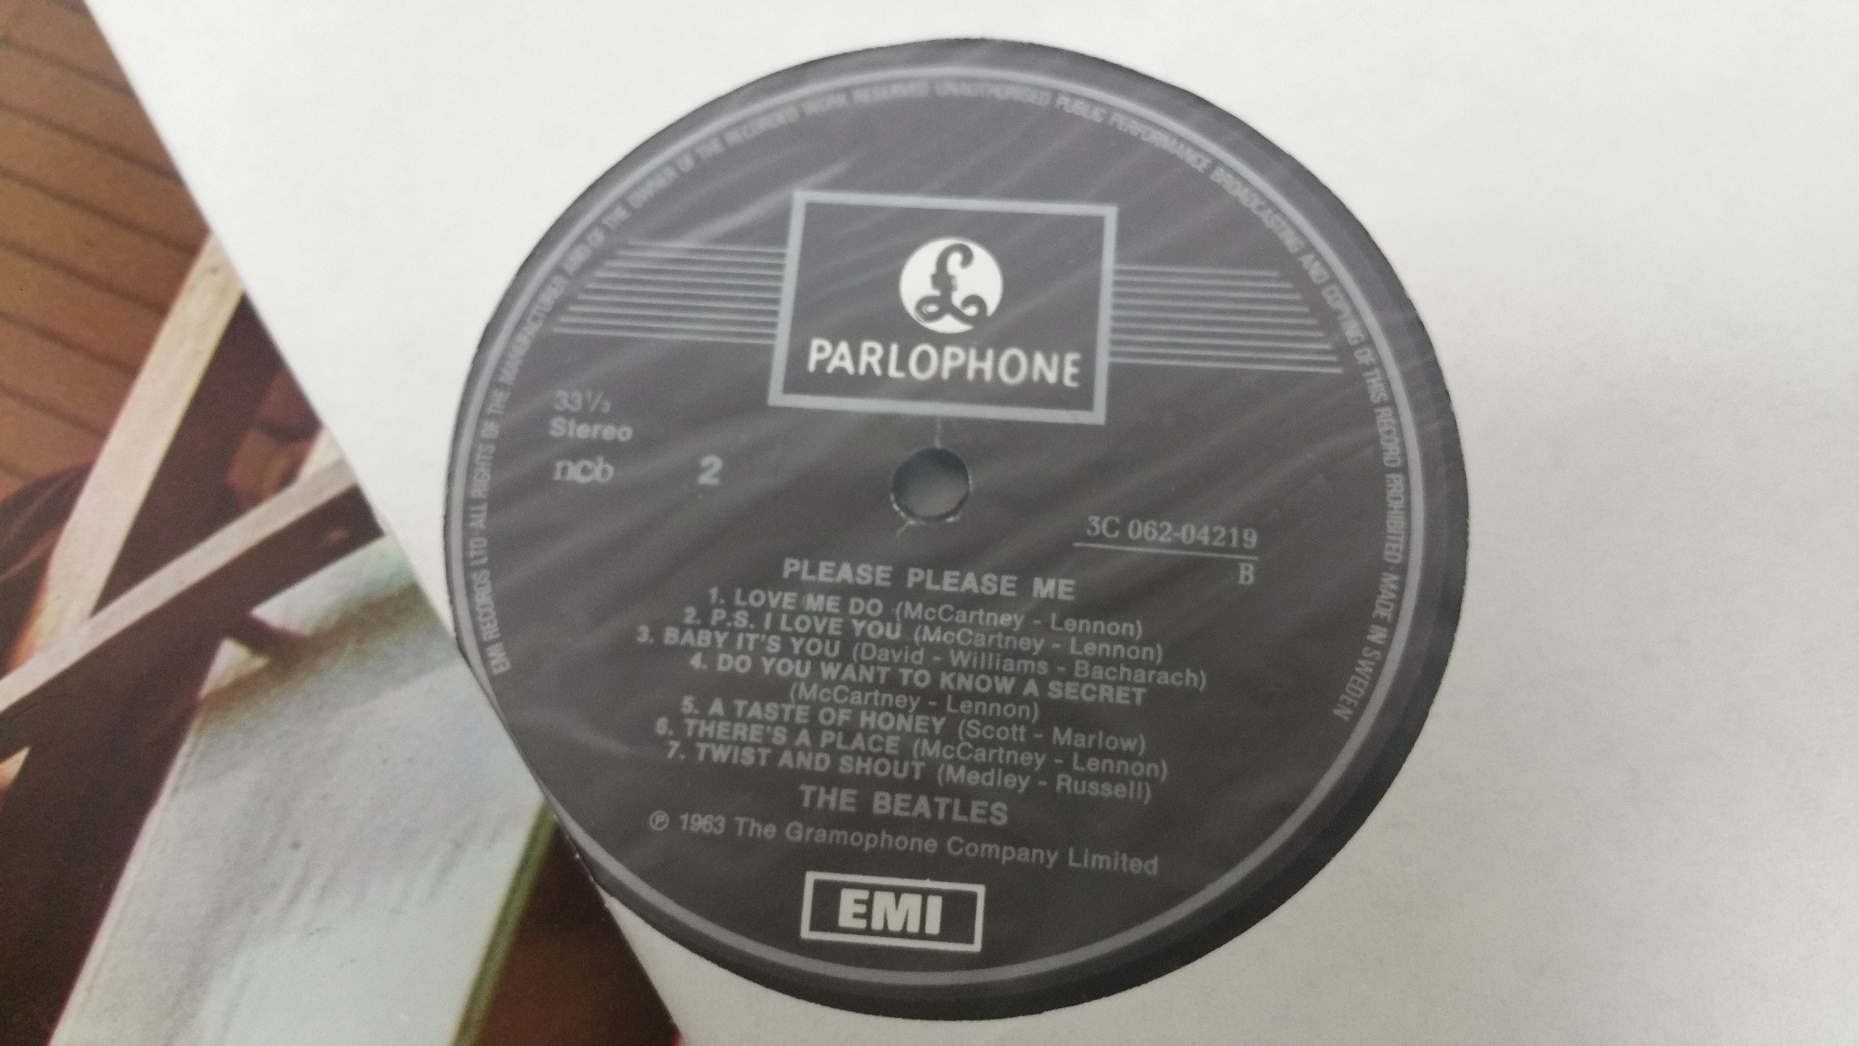 EMI RECORDS LTD · ALL RIGHTS OF THE MANUFACTURER AND OF THE OWNER OF THE RECORDED WORK RESERVED UNAUTHORISED PUBLIC PERFORMANCE BROADCASTING AND COPYING OF THIS RECORD PROHIBITED · MADE IN SWEDEN
£
PARLOPHONE
33⅓
Stereo
ncb 2
3C 062-04219
B
PLEASE PLEASE ME
1. LOVE ME DO (McCartney - Lennon)
2. P.S. I LOVE YOU (McCartney - Lennon)
3. BABY IT'S YOU (David - Williams - Bacharach)
4. DO YOU WANT TO KNOW A SECRET
(McCartney - Lennon)
5. A TASTE OF HONEY (Scott - Marlow)
6. THERE'S A PLACE (McCartney - Lennon)
7. TWIST AND SHOUT (Medley - Russell)
THE BEATLES
℗ 1963 The Gramophone Company Limited
EMI